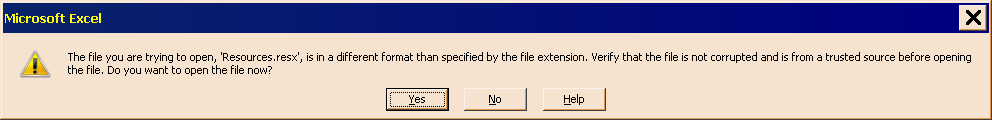 Microsoft Excel
The file you are trying to open, 'Resources.resx', is in a different format than specified by the file extension. Verify that the file is not corrupted and is from a trusted source before opening
the file. Do you want to open the file now?
Yes No Help